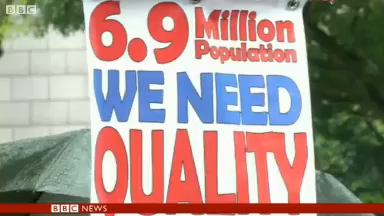 BBC
6.9 Million
Population
WE NEED
QUALITY
BBC NEWS